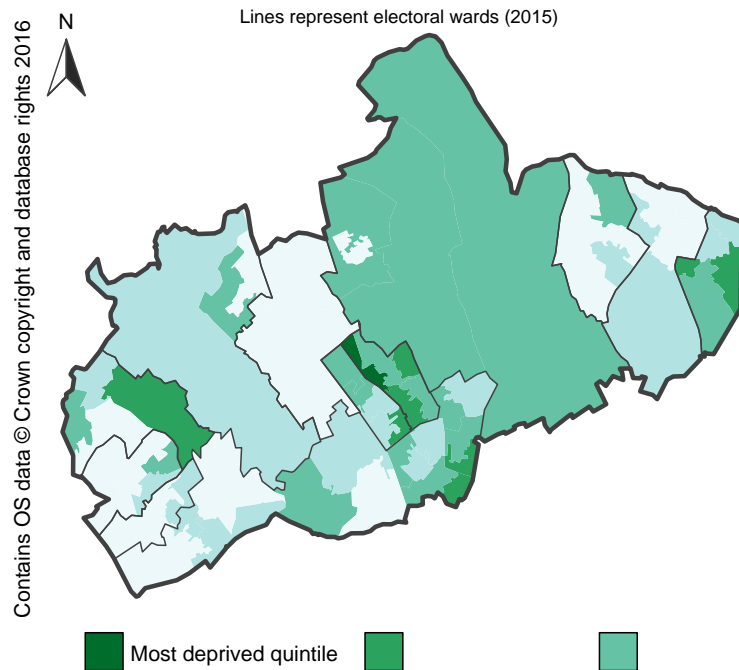 Lines represent electoral wards (2015)
N
Contains OS data © Crown copyright and database rights 2016
Most deprived quintile